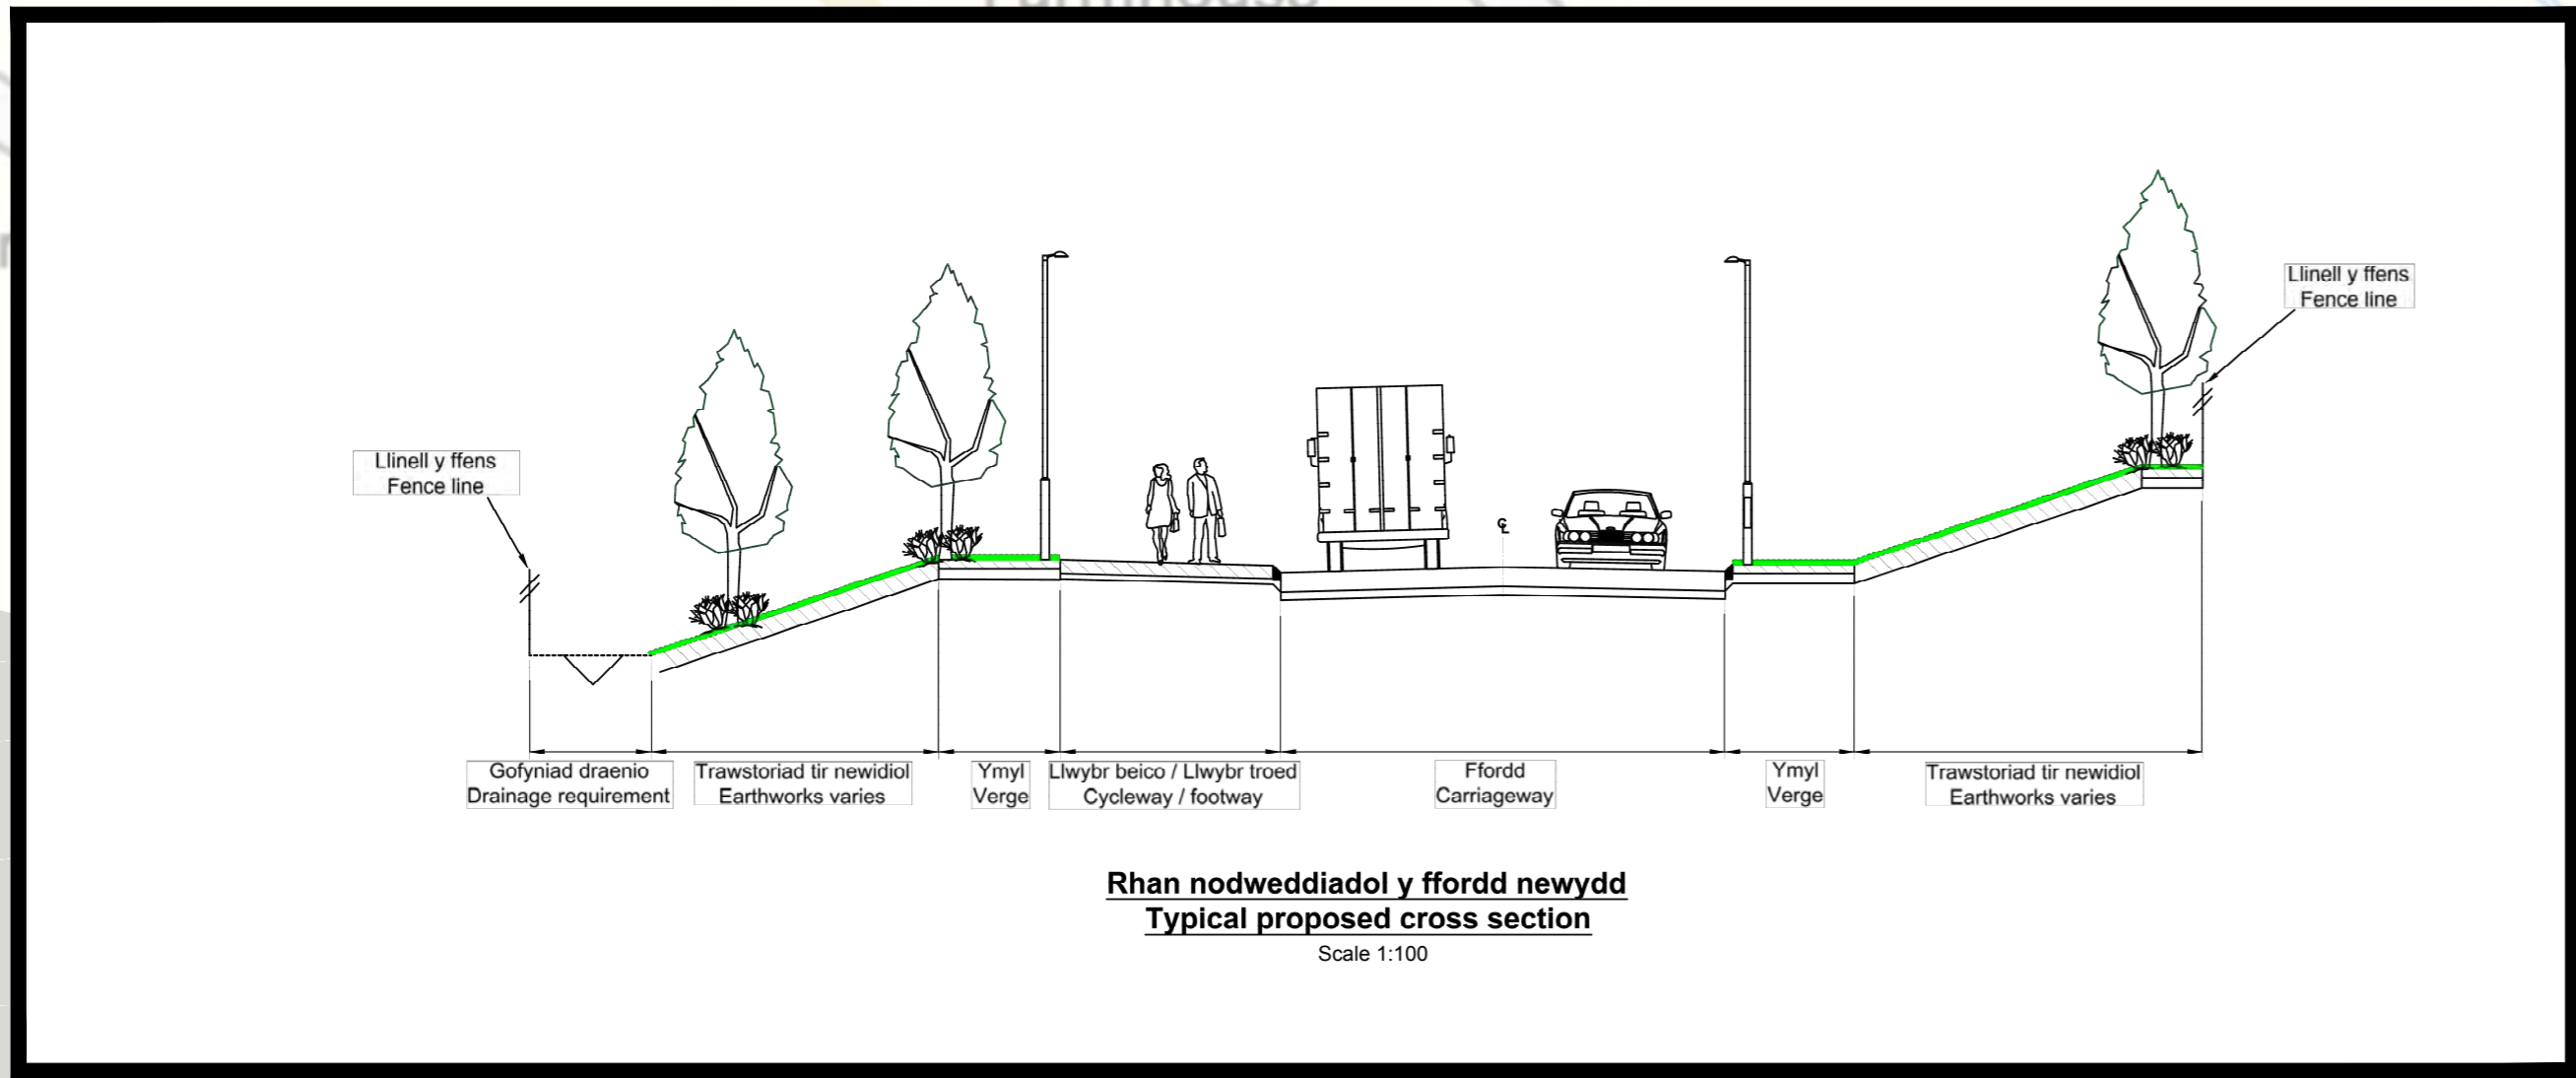 Llinell y ffens
Fence line
Llinell y ffens
Fence line
℄
Gofyniad draenio
Drainage requirement
Trawstoriad tir newidiol
Earthworks varies
Ymyl
Verge
Llwybr beico / Llwybr troed
Cycleway / footway
Ffordd
Carriageway
Ymyl
Verge
Trawstoriad tir newidiol
Earthworks varies
Rhan nodweddiadol y ffordd newydd
Typical proposed cross section
Scale 1:100